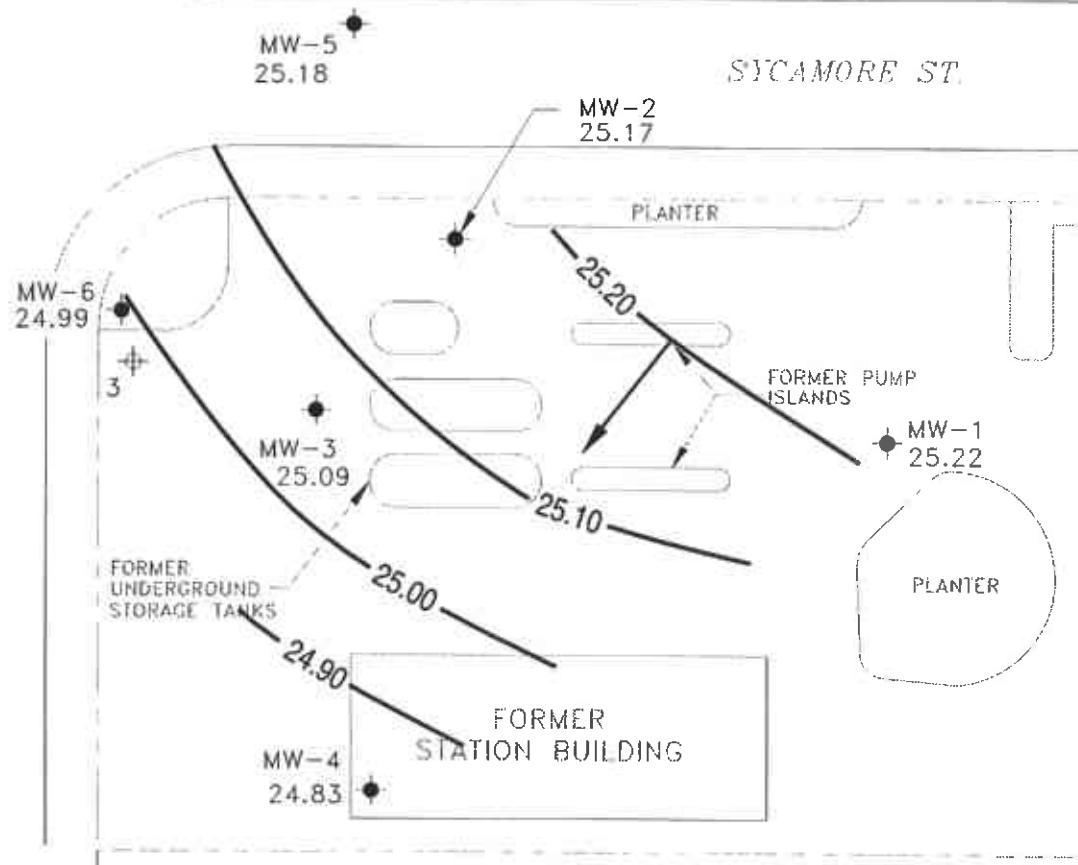 MW-5
25.18
SYCAMORE ST.
MW-2
25.17
PLANTER
25.20
MW-6
24.99
3
FORMER PUMP
ISLANDS
MW-1
25.22
MW-3
25.09
25.10
FORMER
UNDERGROUND
STORAGE TANKS
25.00
PLANTER
24.90
FORMER
STATION BUILDING
MW-4
24.83